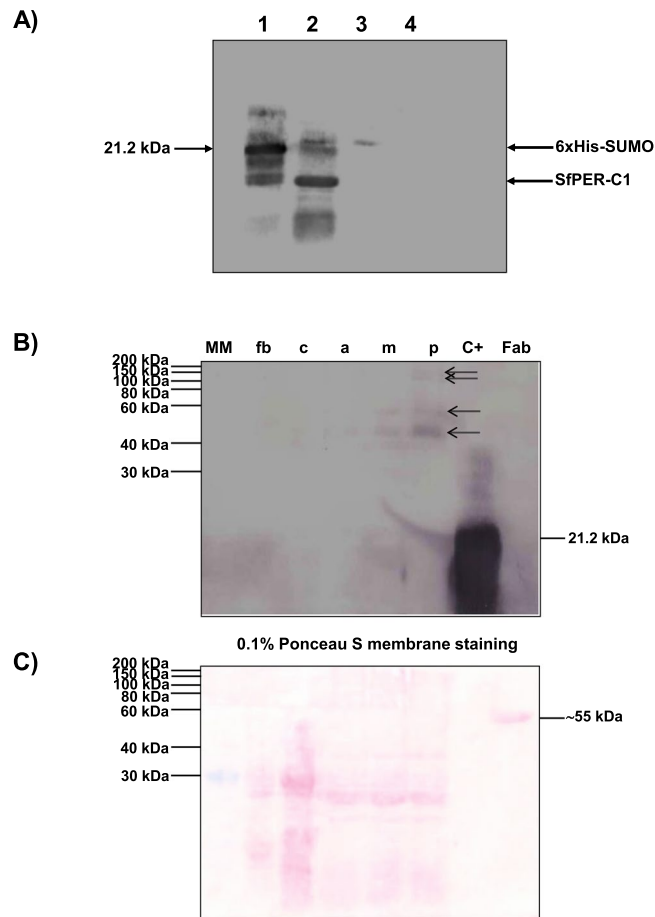 A)
1 2 3 4
21.2 kDa
6xHis-SUMO
SfPER-C1
B)
MM fb c a m p C+ Fab
200 kDa
150 kDa
100 kDa
80 kDa
60 kDa
40 kDa
30 kDa
21.2 kDa
0.1% Ponceau S membrane staining
C)
200 kDa
150 kDa
100 kDa
80 kDa
60 kDa
~55 kDa
40 kDa
30 kDa